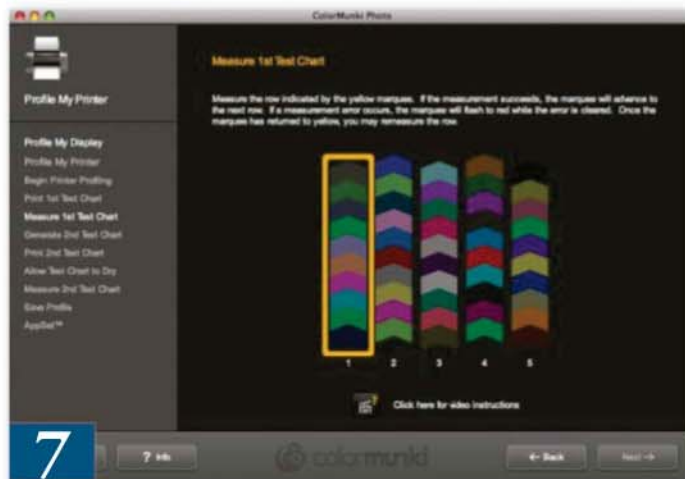 ColorMunki Photo
Profile My Printer
Measure 1st Test Chart
Measure the row indicated by the yellow marquee. If the measurement succeeds, the marquee will advance to
the next row. If a measurement error occurs, the marquee will flash to red while the error is cleared. Once the
marquee has returned to yellow, you may remeasure the row.
Profile My Display
Profile My Printer
Begin Printer Profiling
Print 1st Test Chart
Measure 1st Test Chart
Generate 2nd Test Chart
Print 2nd Test Chart
Allow Test Chart to Dry
Measure 2nd Test Chart
Save Profile
AppSet™
1 2 3 4 5
Click here for video instructions
7
? Info
colormunki
← Back
Next →